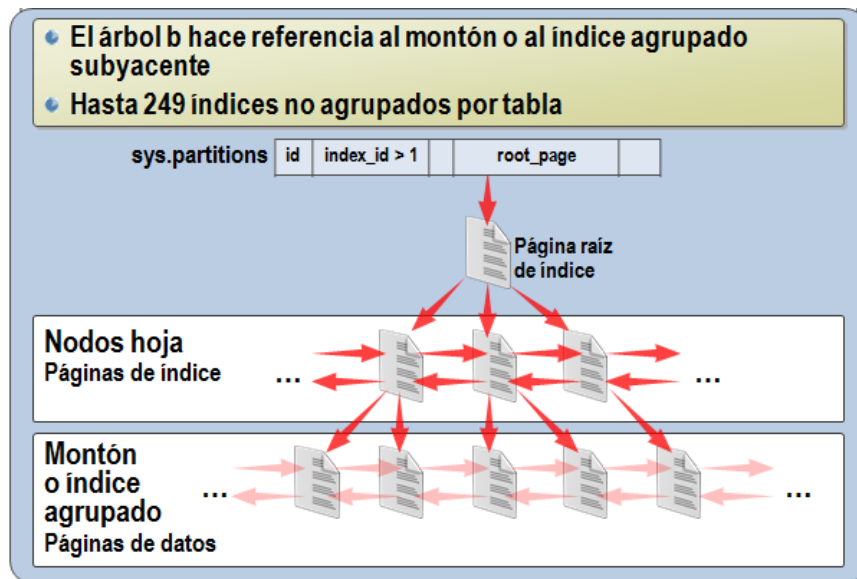 El árbol b hace referencia al montón o al índice agrupado
subyacente
Hasta 249 índices no agrupados por tabla
sys.partitions id index_id > 1 root_page
Página raíz
de índice
Nodos hoja
Páginas de índice
... ...
Montón
o índice
agrupado
Páginas de datos
... ...